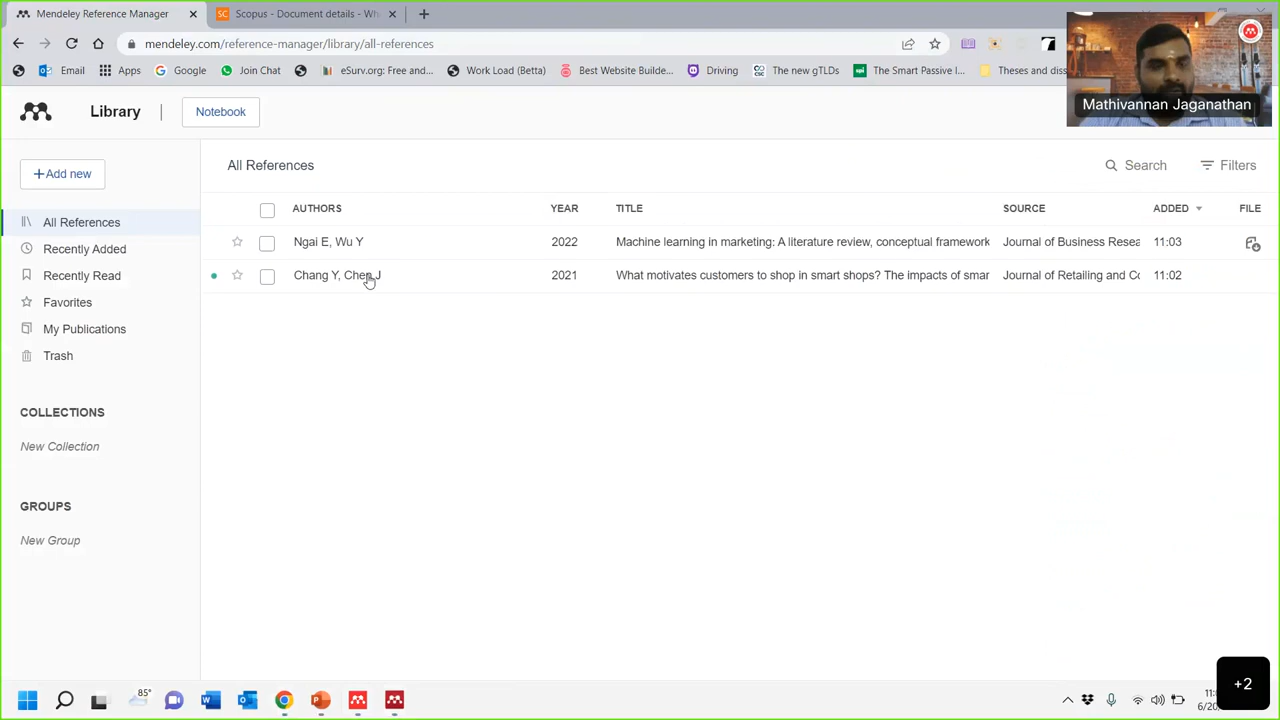 Mendeley Reference Manager
Scopus - Document details - Wh
mendeley.com/reference-manager/library/all-references
Email
Apps
Google
Join Chat
eSurv
Free and...
Work Look (Betta)
Best Website Builde...
Driving
The new gTLDs
The Smart Passive I...
Theses and dis
Mathivannan Jaganathan
Library
Notebook
+ Add new
All References
Recently Added
Recently Read
Favorites
My Publications
Trash
COLLECTIONS
New Collection
GROUPS
New Group
All References
Search
Filters
AUTHORS YEAR TITLE SOURCE ADDED FILE
Ngai E, Wu Y 2022 Machine learning in marketing: A literature review, conceptual framework Journal of Business Resea 11:03
Chang Y, Chen J 2021 What motivates customers to shop in smart shops? The impacts of smar Journal of Retailing and Co 11:02
85°
+2